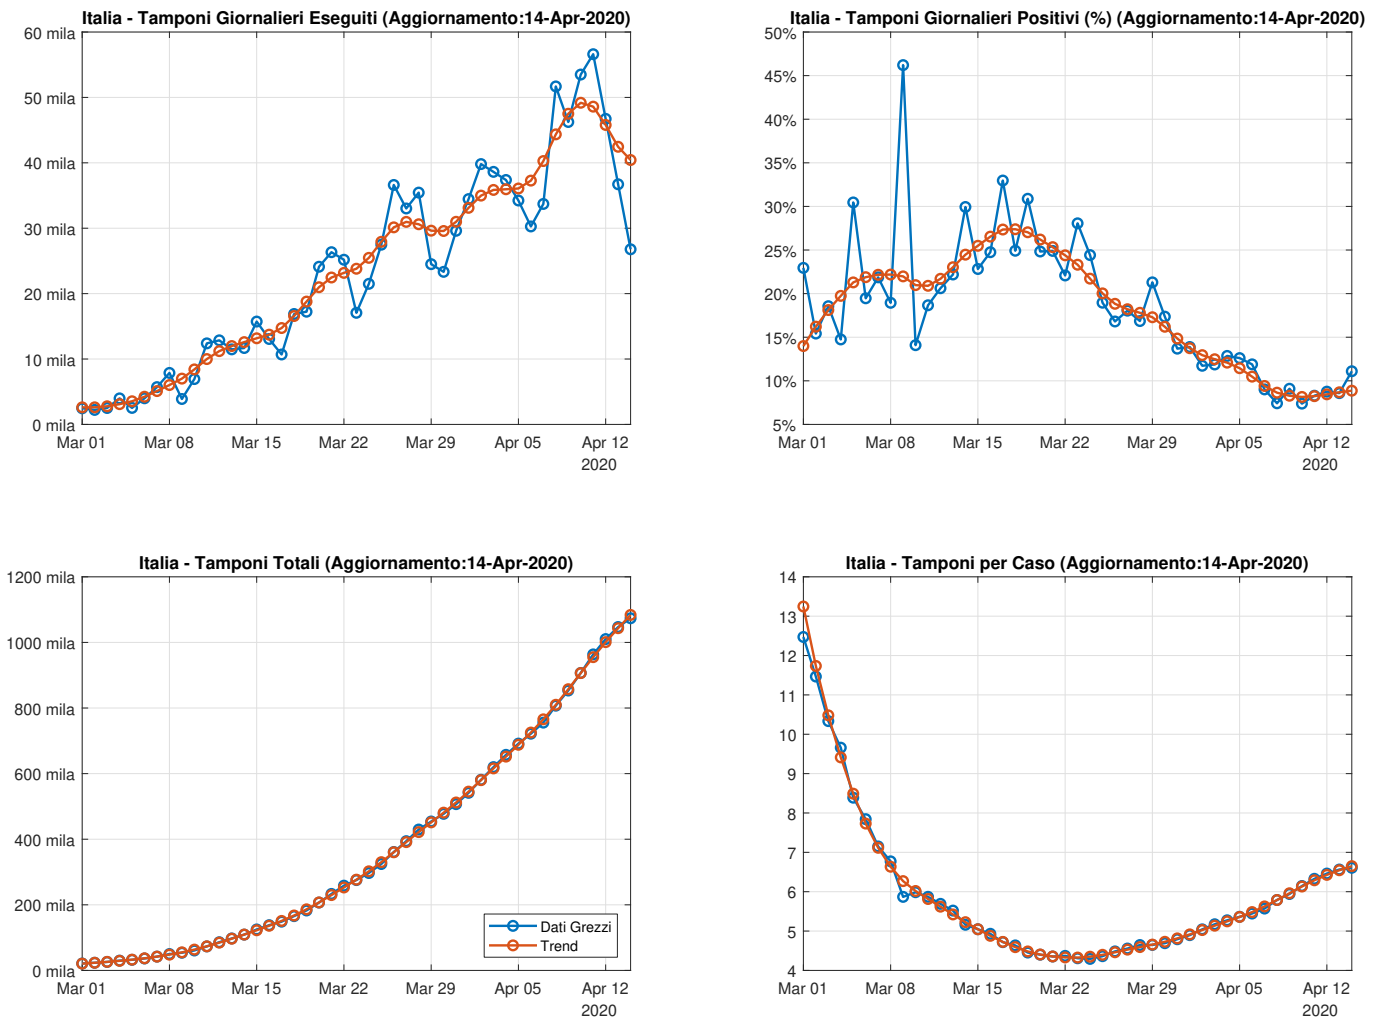 Italia - Tamponi Giornalieri Eseguiti (Aggiornamento:14-Apr-2020)
60 mila
50 mila
40 mila
30 mila
20 mila
10 mila
0 mila
Mar 01 Mar 08 Mar 15 Mar 22 Mar 29 Apr 05 Apr 12
2020
Italia - Tamponi Giornalieri Positivi (%) (Aggiornamento:14-Apr-2020)
50%
45%
40%
35%
30%
25%
20%
15%
10%
5%
Mar 01 Mar 08 Mar 15 Mar 22 Mar 29 Apr 05 Apr 12
2020
Italia - Tamponi Totali (Aggiornamento:14-Apr-2020)
1200 mila
1000 mila
800 mila
600 mila
400 mila
200 mila
0 mila
Dati Grezzi
Trend
Mar 01 Mar 08 Mar 15 Mar 22 Mar 29 Apr 05 Apr 12
2020
Italia - Tamponi per Caso (Aggiornamento:14-Apr-2020)
14
13
12
11
10
9
8
7
6
5
4
Mar 01 Mar 08 Mar 15 Mar 22 Mar 29 Apr 05 Apr 12
2020